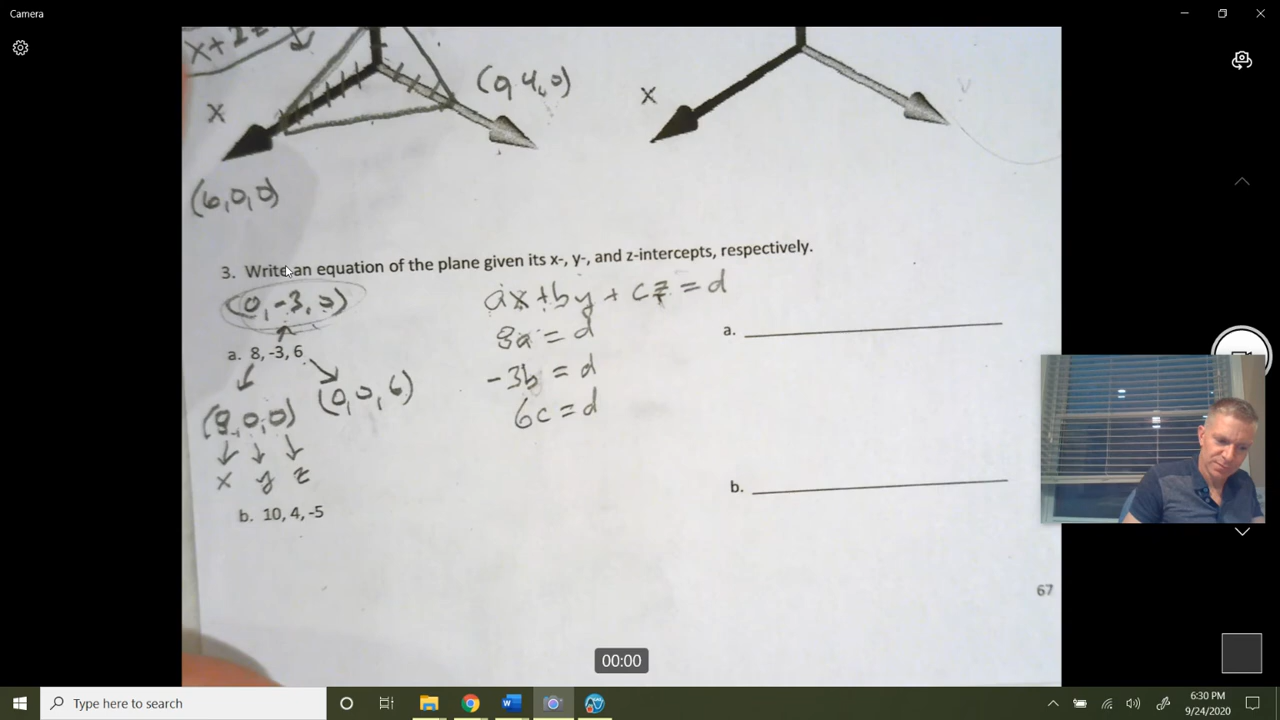 Camera
x + 2z
x
(0,4,0)
x
(6,0,0)
3. Write an equation of the plane given its x-, y-, and z-intercepts, respectively.
(0,-3,0)
ax + by + cz = d
8a = d
a. 8, -3, 6
a.
-3b = d
(0,0,6)
(8,0,0)
6c = d
x y z
b.
b. 10, 4, -5
67
00:00
Type here to search
6:30 PM
9/24/2020